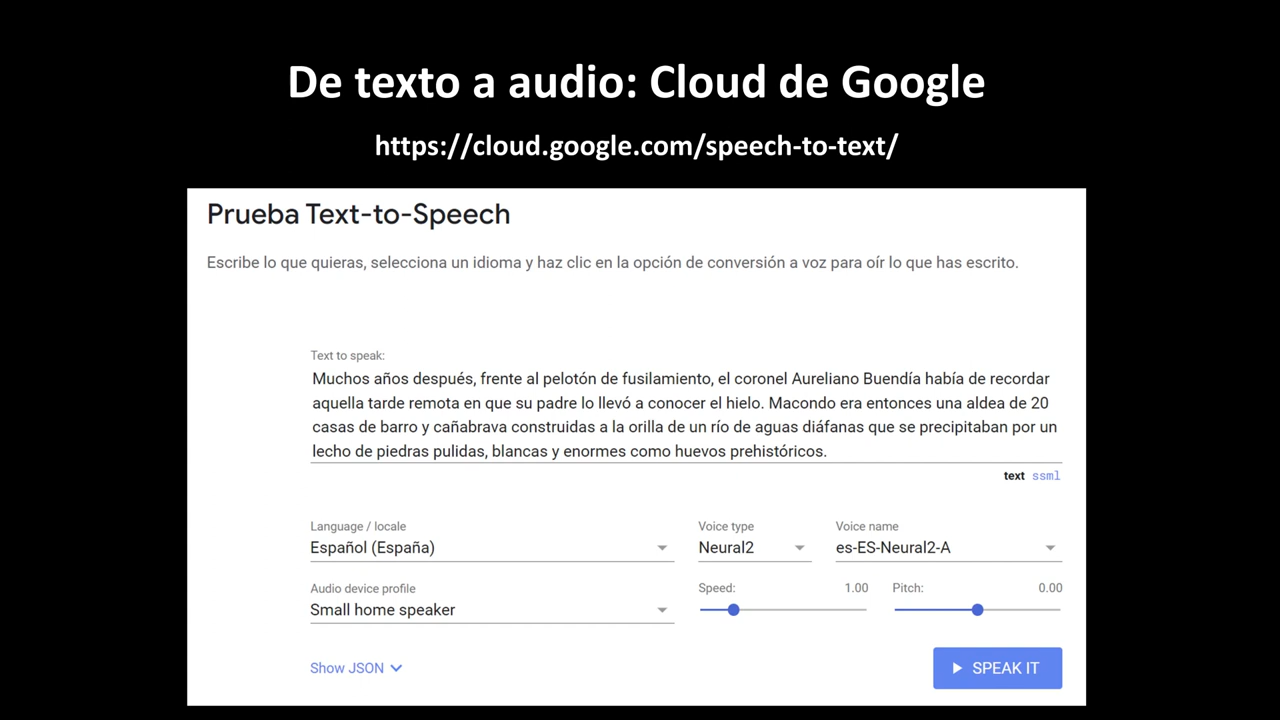 De texto a audio: Cloud de Google
https://cloud.google.com/speech-to-text/
Prueba Text-to-Speech
Escribe lo que quieras, selecciona un idioma y haz clic en la opción de conversión a voz para oír lo que has escrito.
Text to speak:
Muchos años después, frente al pelotón de fusilamiento, el coronel Aureliano Buendía había de recordar
aquella tarde remota en que su padre lo llevó a conocer el hielo. Macondo era entonces una aldea de 20
casas de barro y cañabrava construidas a la orilla de un río de aguas diáfanas que se precipitaban por un
lecho de piedras pulidas, blancas y enormes como huevos prehistóricos.
text ssml
Language / locale Voice type Voice name
Español (España) Neural2 es-ES-Neural2-A
Audio device profile Speed: 1.00 Pitch: 0.00
Small home speaker
Show JSON SPEAK IT